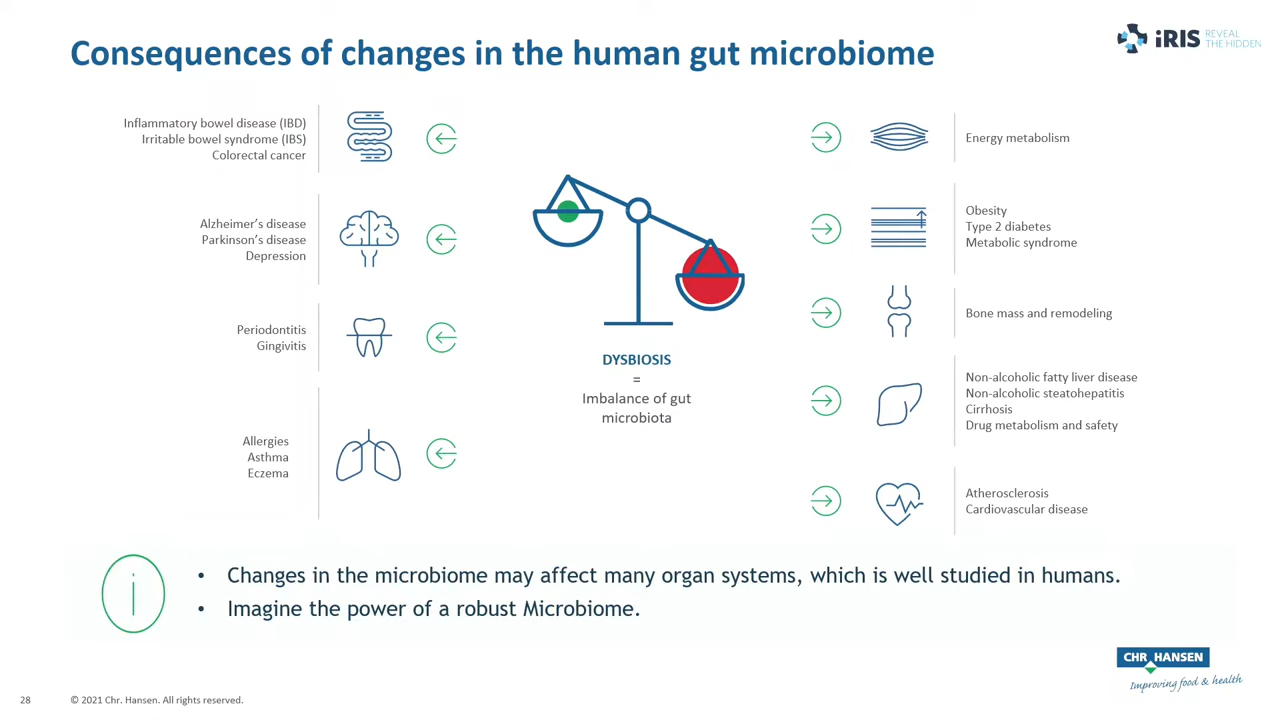 Consequences of changes in the human gut microbiome
iRIS REVEAL
THE HIDDEN
Inflammatory bowel disease (IBD)
Irritable bowel syndrome (IBS)
Colorectal cancer
Alzheimer's disease
Parkinson's disease
Depression
Periodontitis
Gingivitis
Allergies
Asthma
Eczema
DYSBIOSIS
=
Imbalance of gut
microbiota
Energy metabolism
Obesity
Type 2 diabetes
Metabolic syndrome
Bone mass and remodeling
Non-alcoholic fatty liver disease
Non-alcoholic steatohepatitis
Cirrhosis
Drug metabolism and safety
Atherosclerosis
Cardiovascular disease
i
• Changes in the microbiome may affect many organ systems, which is well studied in humans.
• Imagine the power of a robust Microbiome.
CHR HANSEN
Improving food & health
28 © 2021 Chr. Hansen. All rights reserved.